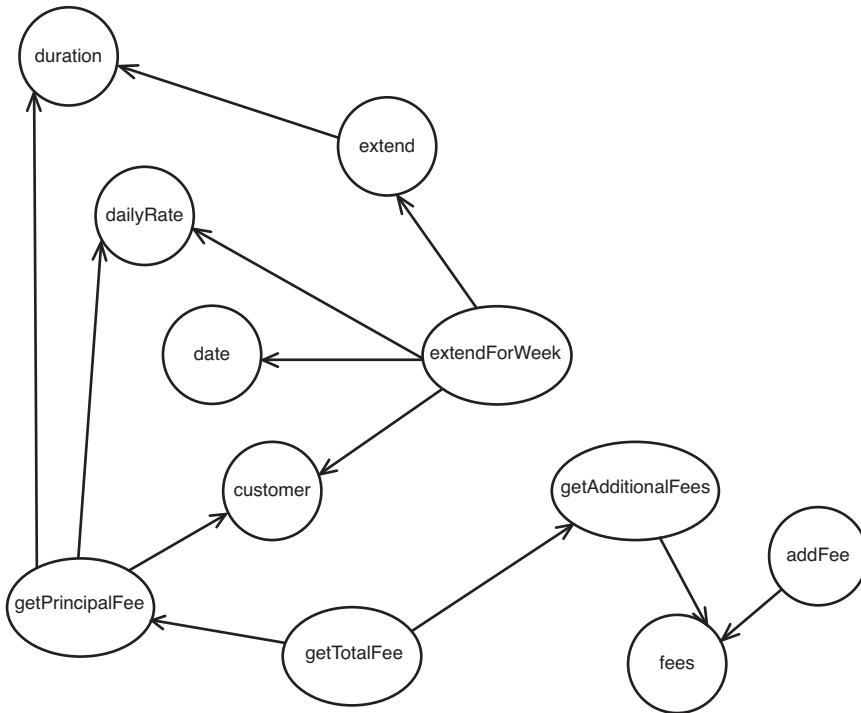 duration
extend
dailyRate
date
extendForWeek
customer
getAdditionalFees
addFee
getPrincipalFee
getTotalFee
fees